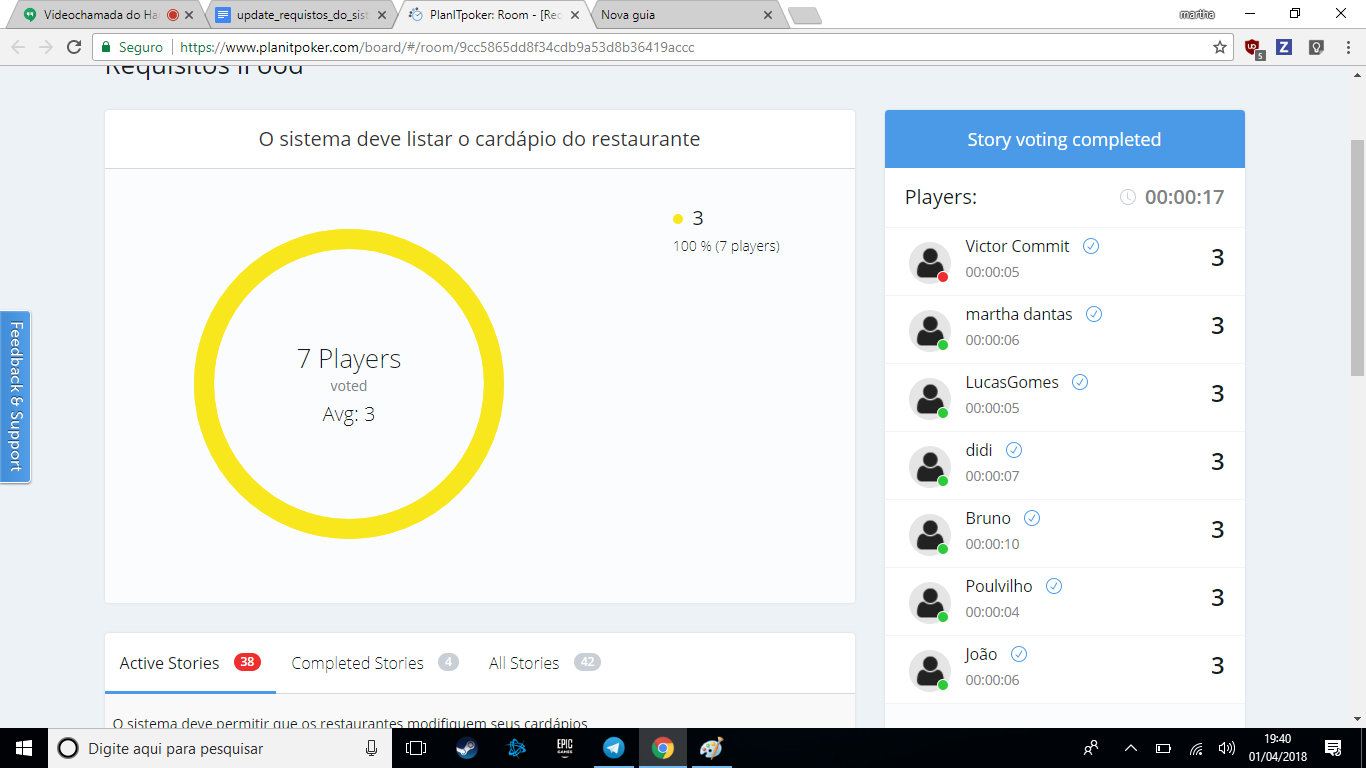 Videochamada do Ha
update_requistos_do_sist
PlanITpoker: Room - [Rec
Nova guia
martha
Seguro
https://www.planitpoker.com/board/#/room/9cc5865dd8f34cdb9a53d8b36419accc
5
Requisitos iFood
O sistema deve listar o cardápio do restaurante
3
100 % (7 players)
7 Players
voted
Avg: 3
Story voting completed
Players:
00:00:17
Victor Commit
3
00:00:05
martha dantas
3
00:00:06
LucasGomes
3
00:00:05
didi
3
00:00:07
Bruno
3
00:00:10
Poulvilho
3
00:00:04
João
3
00:00:06
Feedback & Support
Active Stories 38 Completed Stories 4 All Stories 42
O sistema deve permitir que os restaurantes modifiquem seus cardápios
Digite aqui para pesquisar
EPIC
GAMES
19:40
01/04/2018